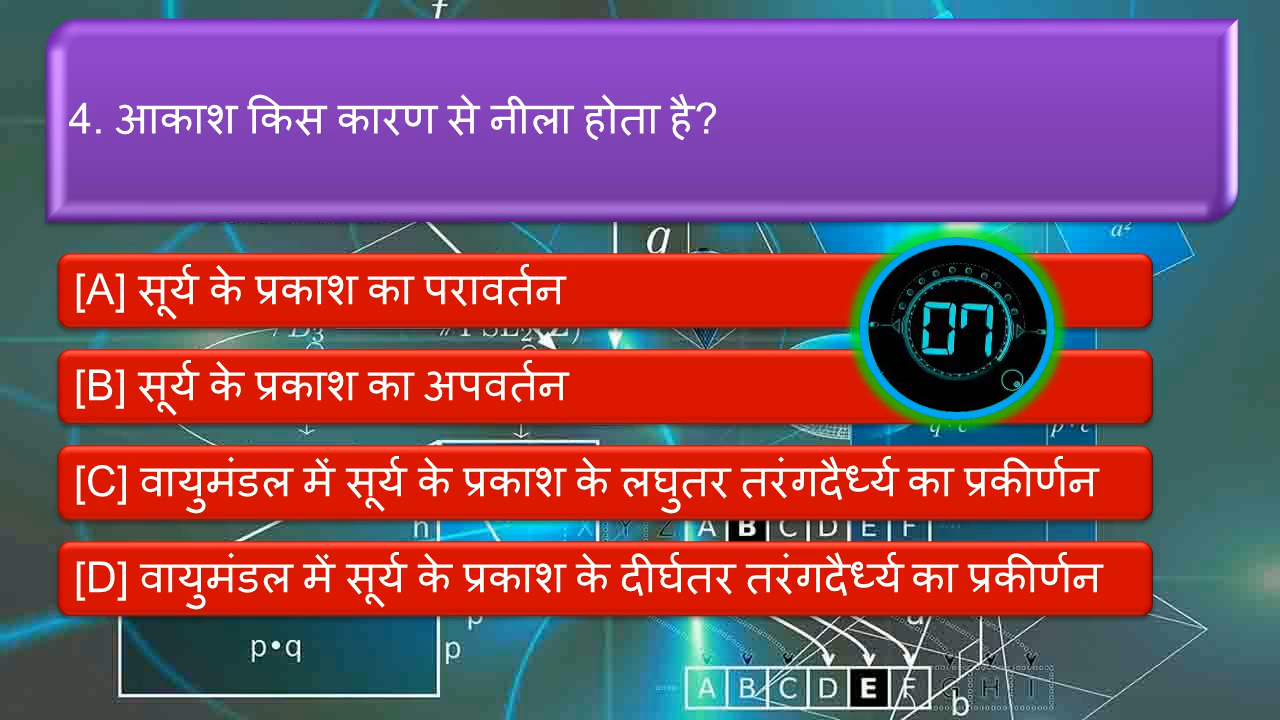 4. आकाश किस कारण से नीला होता है?
[A] सूर्य के प्रकाश का परावर्तन
07
[B] सूर्य के प्रकाश का अपवर्तन
[C] वायुमंडल में सूर्य के प्रकाश के लघुतर तरंगदैर्ध्य का प्रकीर्णन
[D] वायुमंडल में सूर्य के प्रकाश के दीर्घतर तरंगदैर्ध्य का प्रकीर्णन
a²
g
n
X Y Z A B C D E F
p•q
p
A B C D E F G H I
b